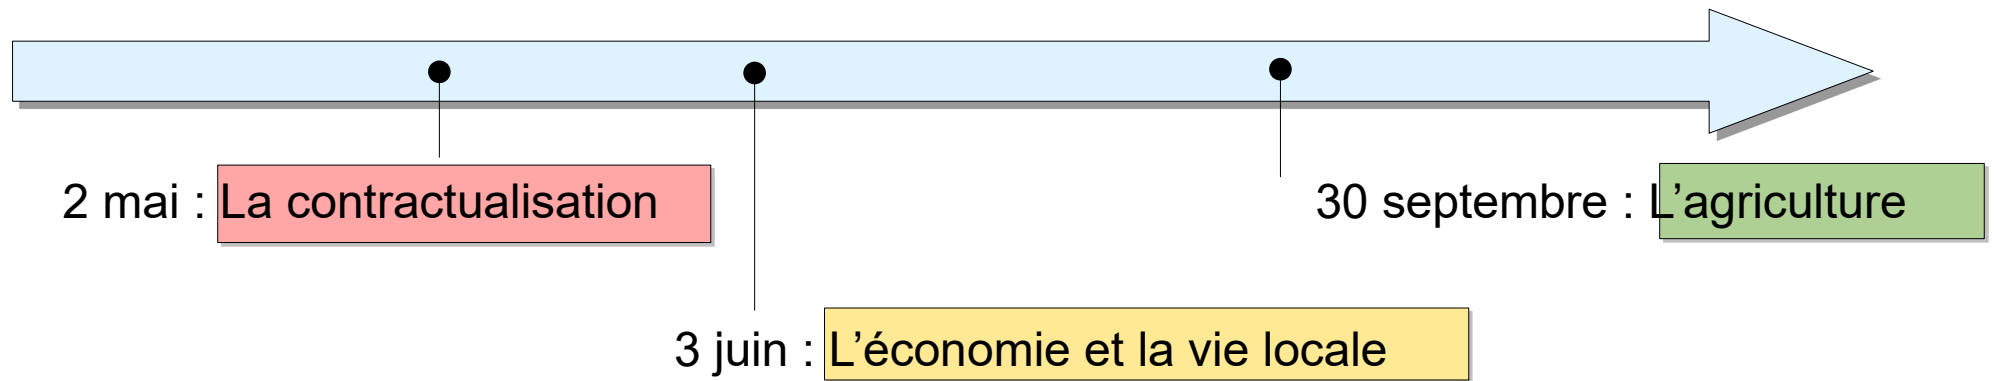 2 mai : La contractualisation
30 septembre : L’agriculture
3 juin : L’économie et la vie locale